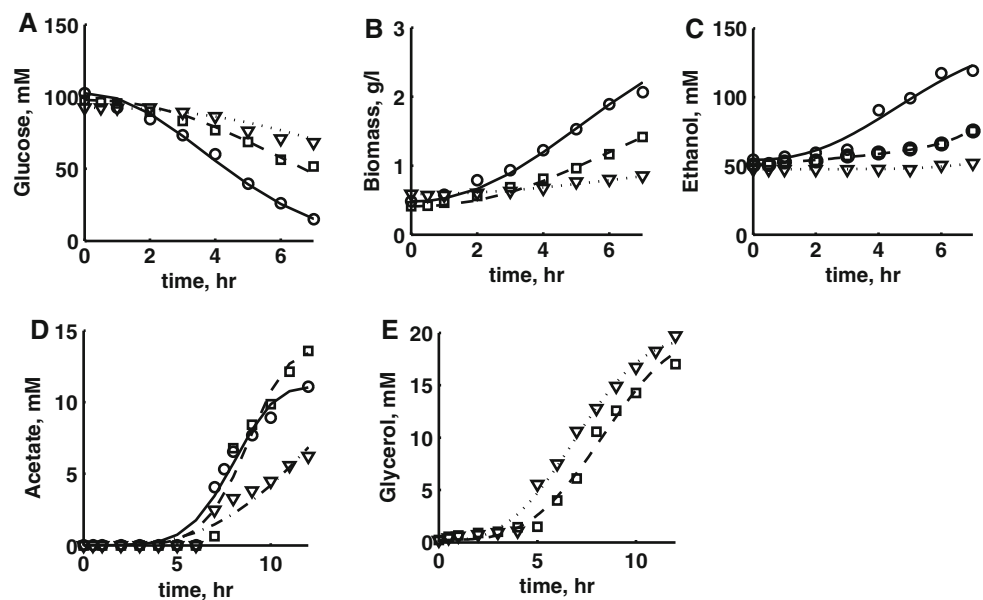 A
150
100
50
0
0 2 4 6
Glucose, mM
time, hr
B
3
2
1
0
0 2 4 6
Biomass, g/l
time, hr
C
150
100
50
0
0 2 4 6
Ethanol, mM
time, hr
D
15
10
5
0
0 5 10
Acetate, mM
time, hr
E
20
15
10
5
0
0 5 10
Glycerol, mM
time, hr